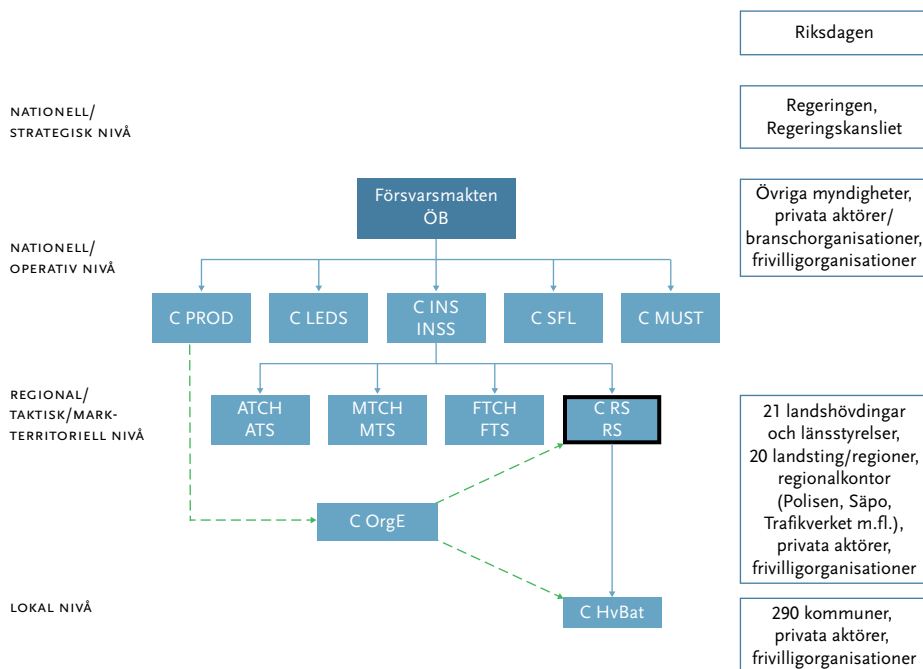 Riksdagen
NATIONELL/
STRATEGISK NIVÅ
Regeringen,
Regeringskansliet
Försvarsmakten
ÖB
Övriga myndigheter,
privata aktörer/
branschorganisationer,
frivilligorganisationer
NATIONELL/
OPERATIV NIVÅ
C PROD
C LEDS
C INS
INSS
C SFL
C MUST
REGIONAL/
TAKTISK/MARK-
TERRITORIELL NIVÅ
ATCH
ATS
MTCH
MTS
FTCH
FTS
C RS
RS
21 landshövdingar
och länsstyrelser,
20 landsting/regioner,
regionalkontor
(Polisen, Säpo,
Trafikverket m.fl.),
privata aktörer,
frivilligorganisationer
C OrgE
LOKAL NIVÅ
C HvBat
290 kommuner,
privata aktörer,
frivilligorganisationer